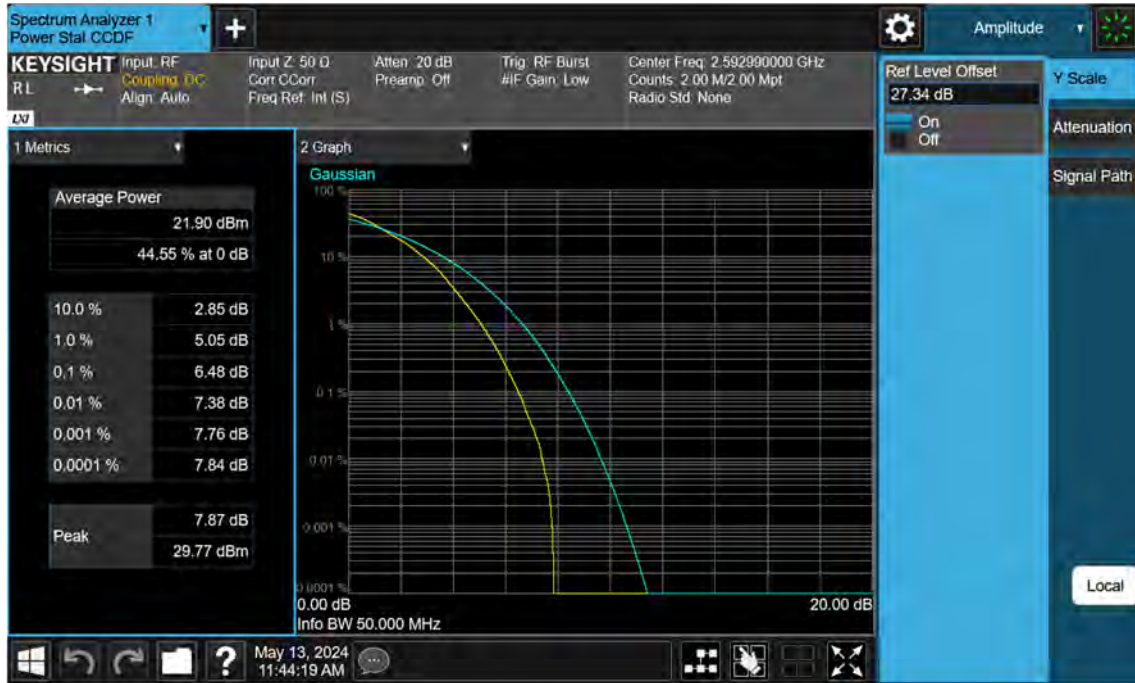 Spectrum Analyzer 1
Power Stat CCDF
+
Amplitude
KEYSIGHT
RL
LXI
Input: RF
Coupling: DC
Align: Auto
Input Z: 50 Ω
Corr CCorr
Freq Ref: Int (S)
Atten: 20 dB
Preamp: Off
Trig: RF Burst
#IF Gain: Low
Center Freq: 2.592990000 GHz
Counts: 2.00 M/2.00 Mpt
Radio Std: None
Ref Level Offset
27.34 dB
On
Off
Y Scale
Attenuation
Signal Path
Local
1 Metrics
Average Power
21.90 dBm
44.55 % at 0 dB
10.0 % 2.85 dB
1.0 % 5.05 dB
0.1 % 6.48 dB
0.01 % 7.38 dB
0.001 % 7.76 dB
0.0001 % 7.84 dB
Peak
7.87 dB
29.77 dBm
2 Graph
Gaussian
100 %
10 %
1 %
0.1 %
0.01 %
0.001 %
0.0001 %
0.00 dB 20.00 dB
Info BW 50.000 MHz
?
May 13, 2024
11:44:19 AM